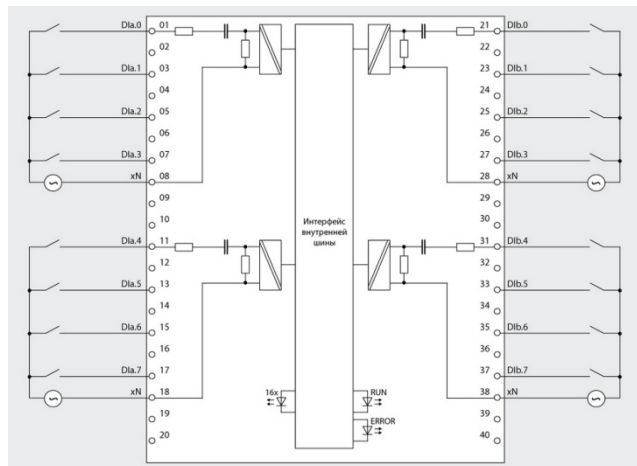 DIa.0 01 21 DIb.0
02 22
DIa.1 03 23 DIb.1
04 24
DIa.2 05 25 DIb.2
06 26
DIa.3 07 27 DIb.3
xN 08 28 xN
09 29
10 30
Интерфейс
внутренней
шины
DIa.4 11 31 DIb.4
12 32
DIa.5 13 33 DIb.5
14 34
DIa.6 15 35 DIb.6
16 36
DIa.7 17 37 DIb.7
xN 18 16x RUN 38 xN
19 39
ERROR
20 40